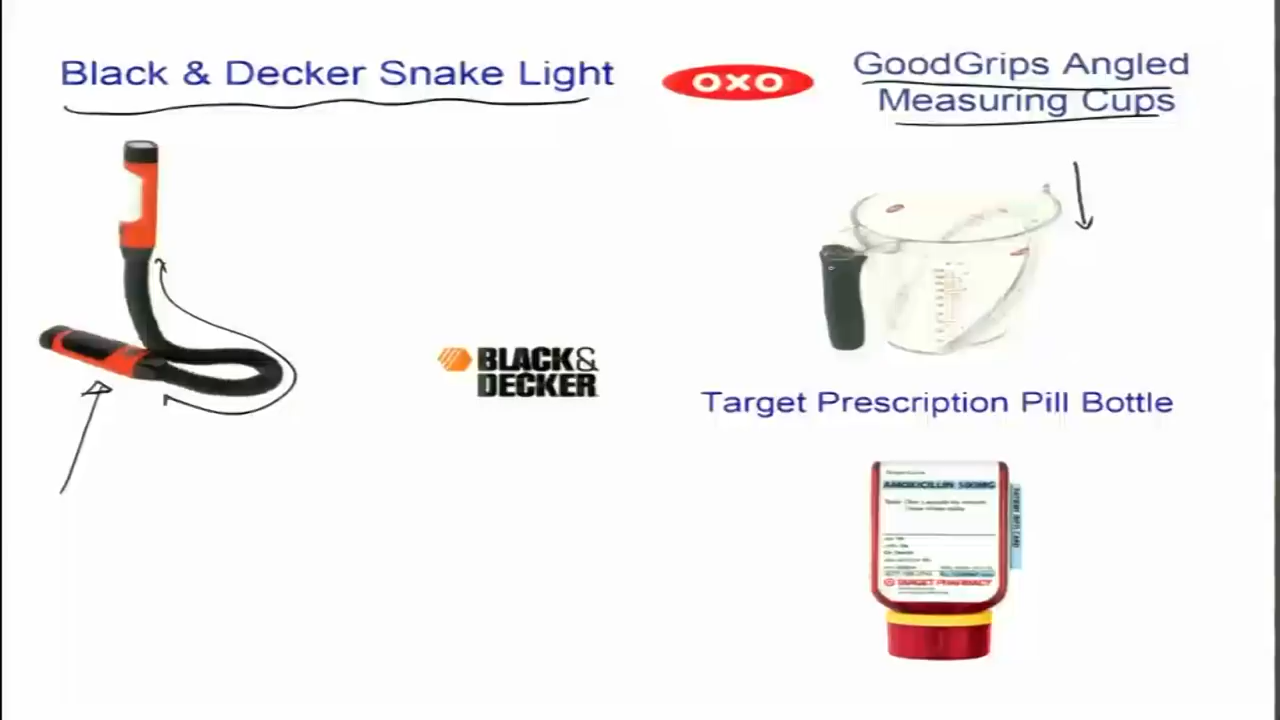 Black & Decker Snake Light
OXO
GoodGrips Angled
Measuring Cups
BLACK&
DECKER
Target Prescription Pill Bottle
AMOXICILLIN 500MG
TARGET PHARMACY